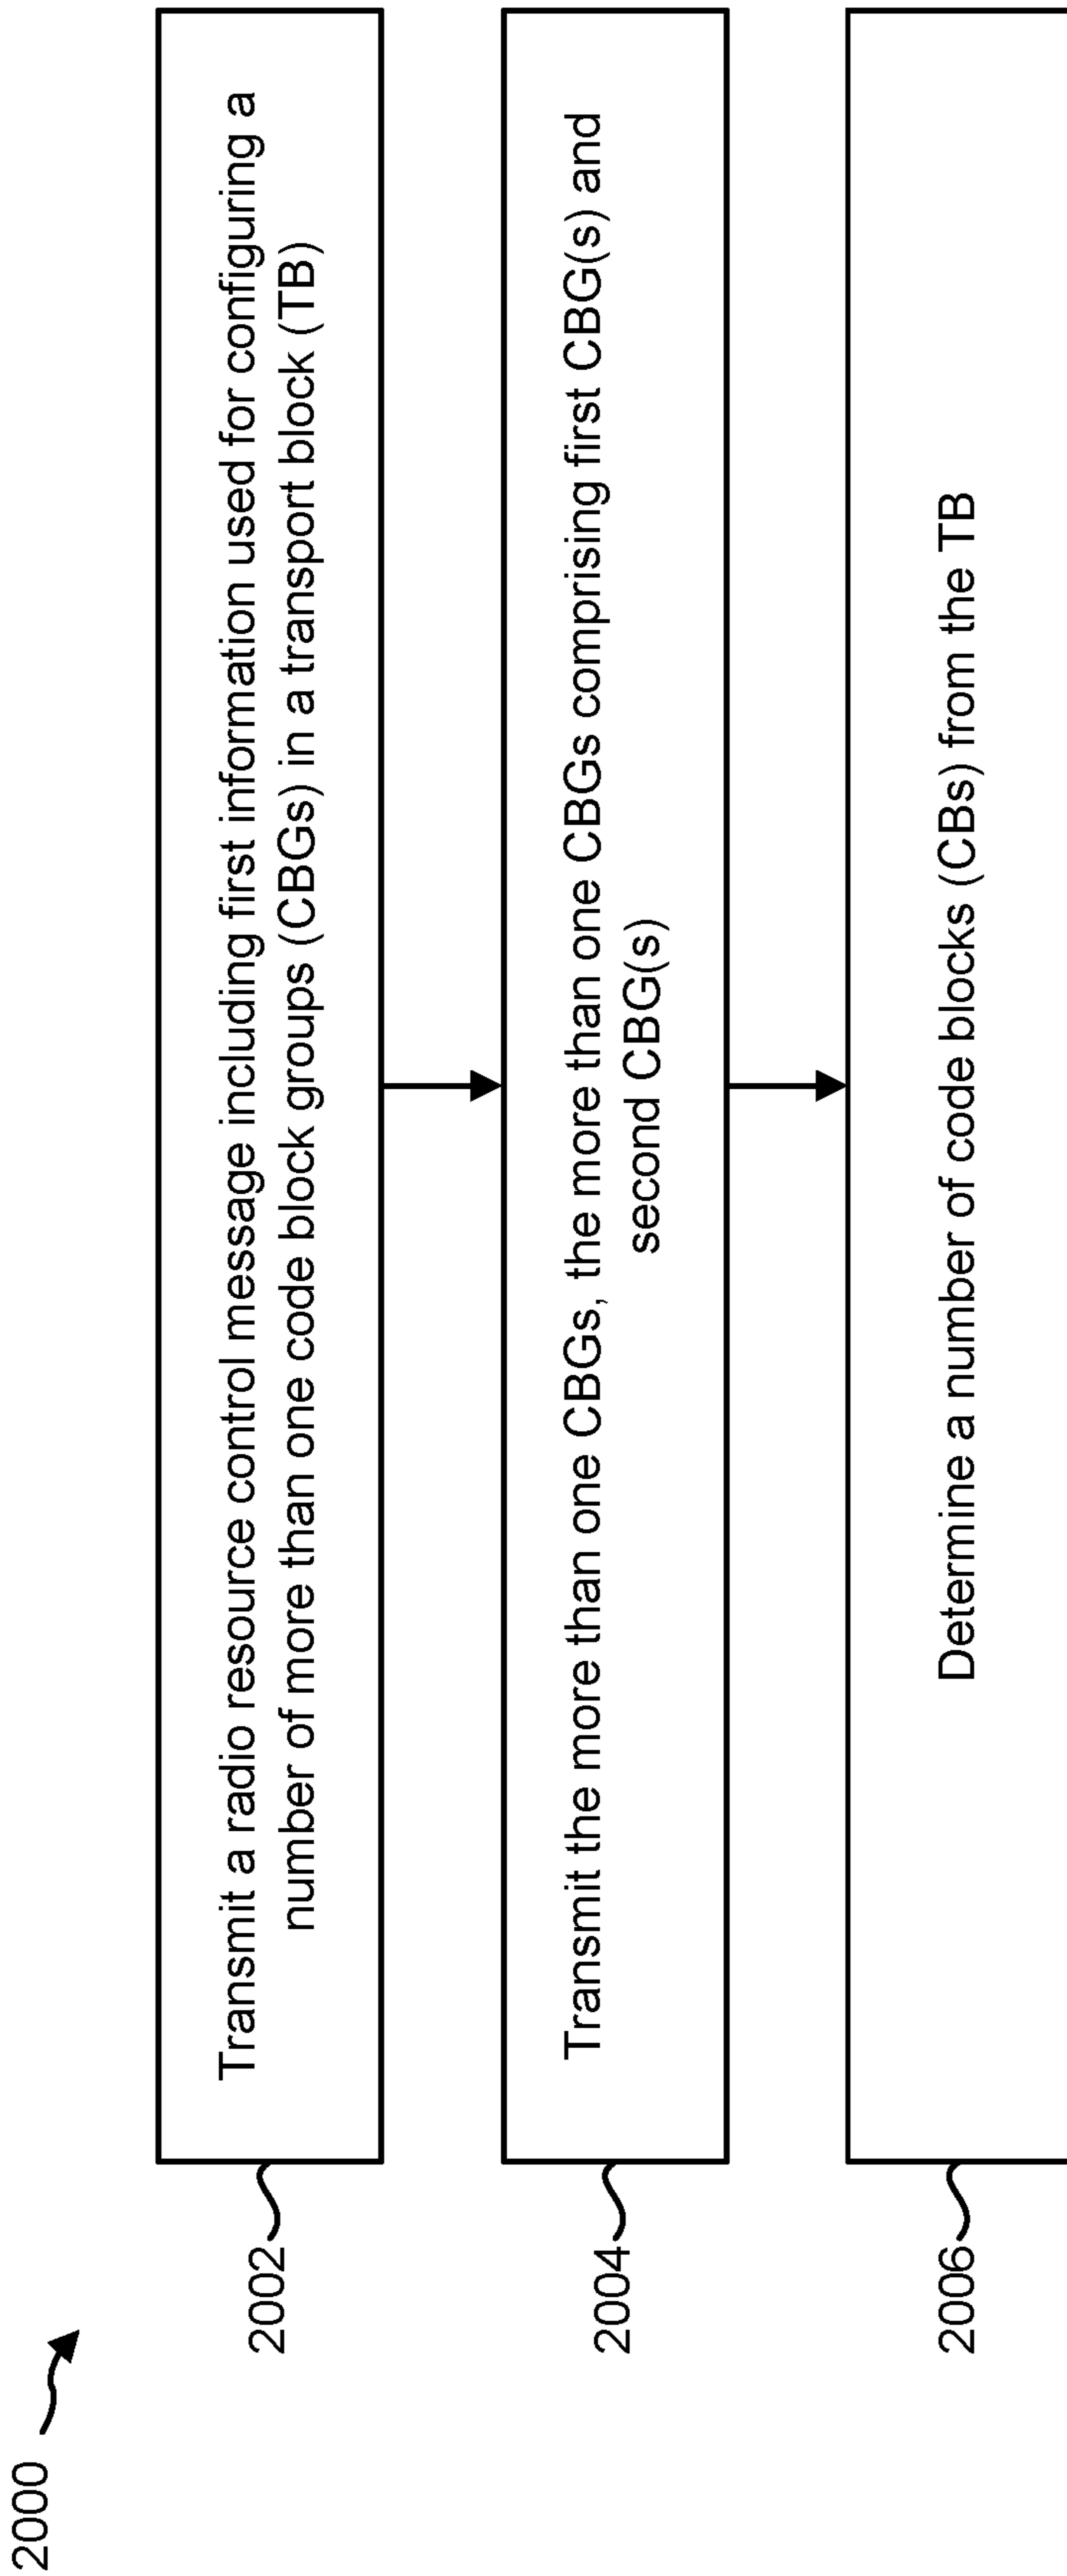 2000
2002
Transmit a radio resource control message including first information used for configuring a
number of more than one code block groups (CBGs) in a transport block (TB)
2004
Transmit the more than one CBGs, the more than one CBGs comprising first CBG(s) and
second CBG(s)
2006
Determine a number of code blocks (CBs) from the TB